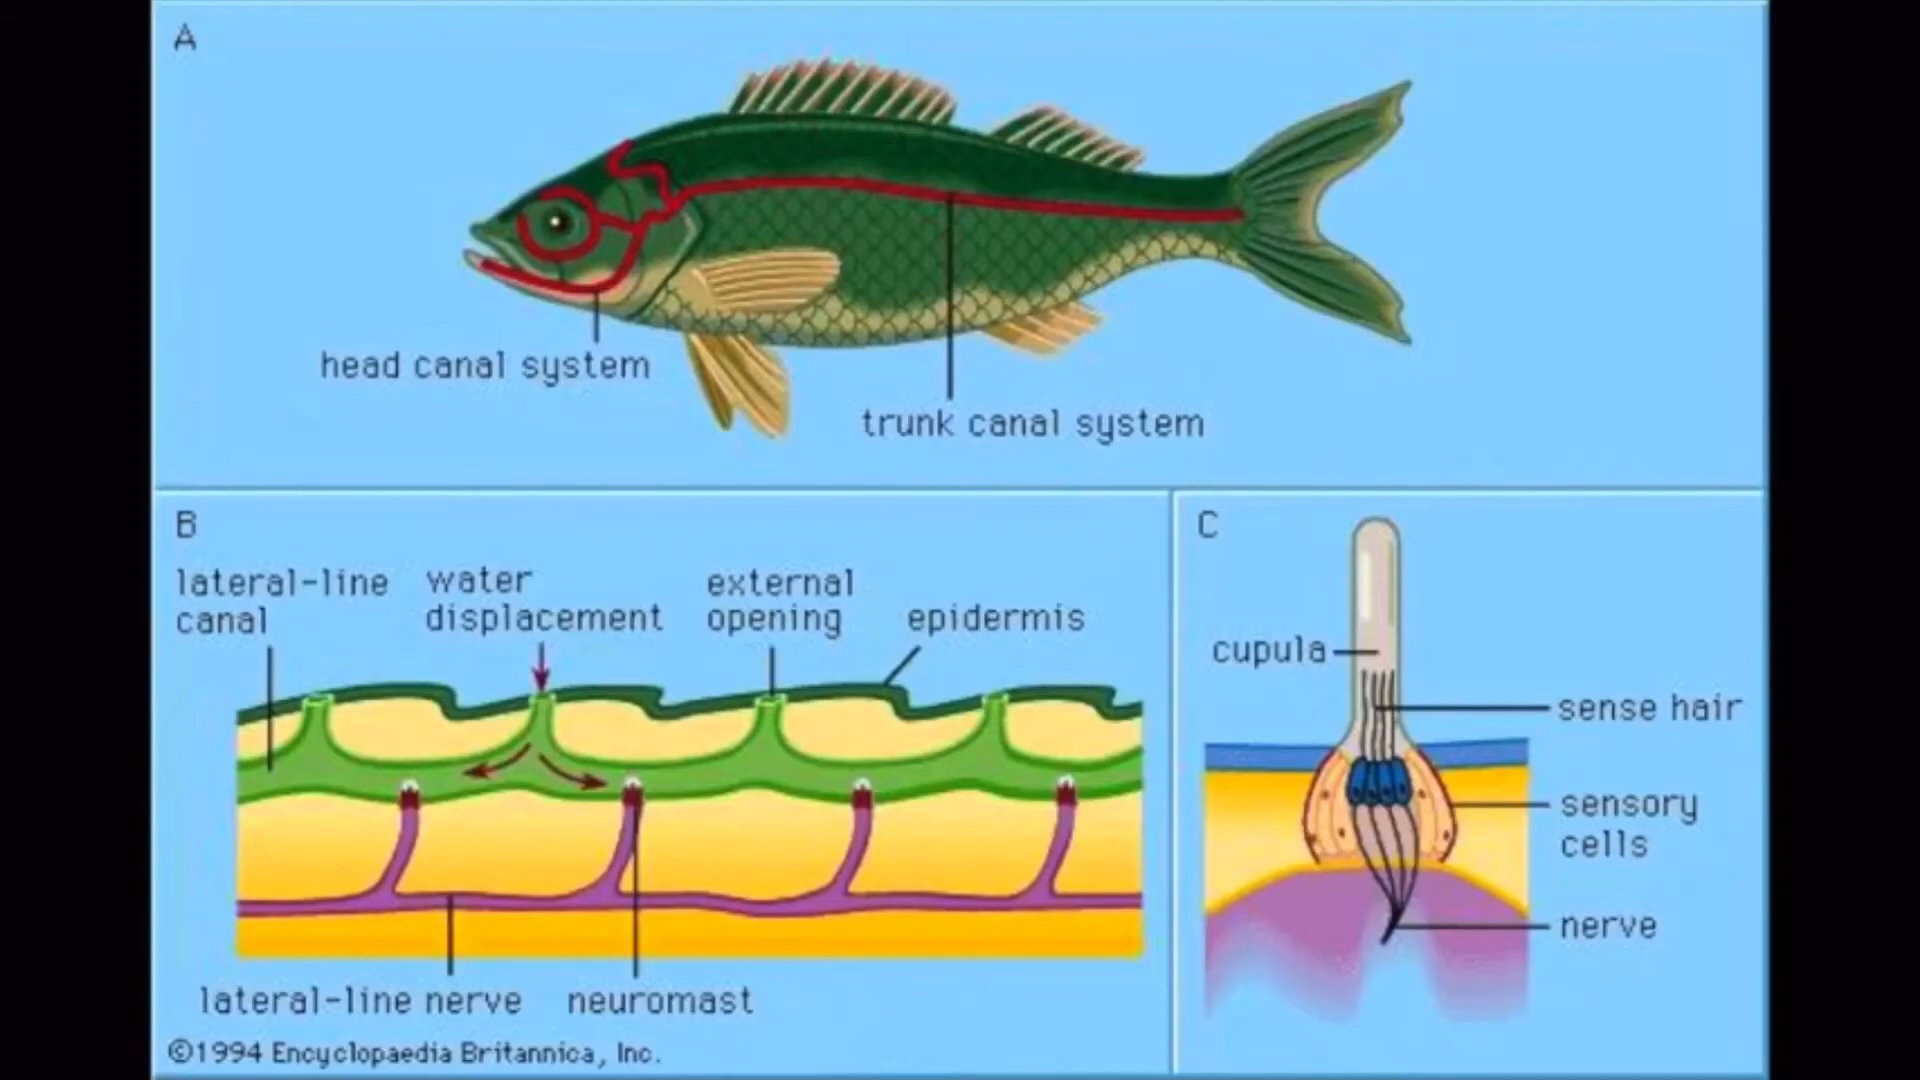 A
head canal system
trunk canal system
B
lateral-line
canal
water
displacement
external
opening
epidermis
lateral-line nerve
neuromast
©1994 Encyclopaedia Britannica, Inc.
C
cupula
sense hair
sensory
cells
nerve